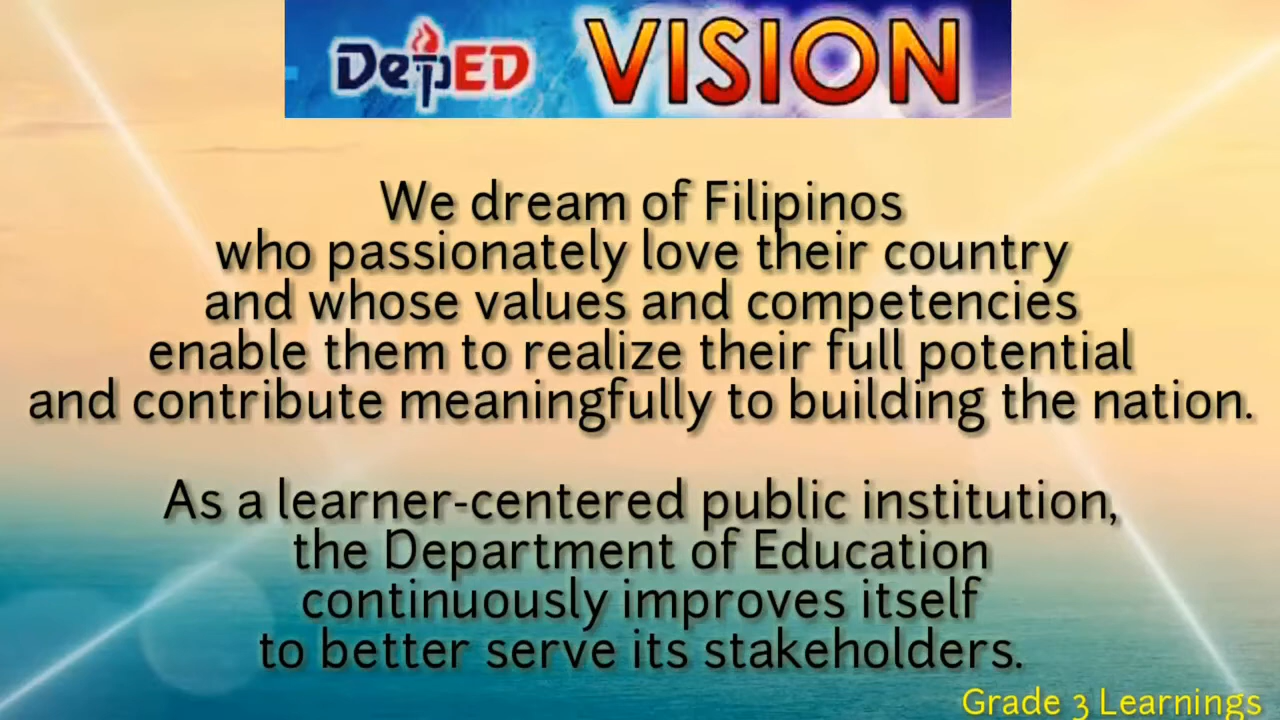 DepED VISION
We dream of Filipinos
who passionately love their country
and whose values and competencies
enable them to realize their full potential
and contribute meaningfully to building the nation.
As a learner-centered public institution,
the Department of Education
continuously improves itself
to better serve its stakeholders.
Grade 3 Learnings